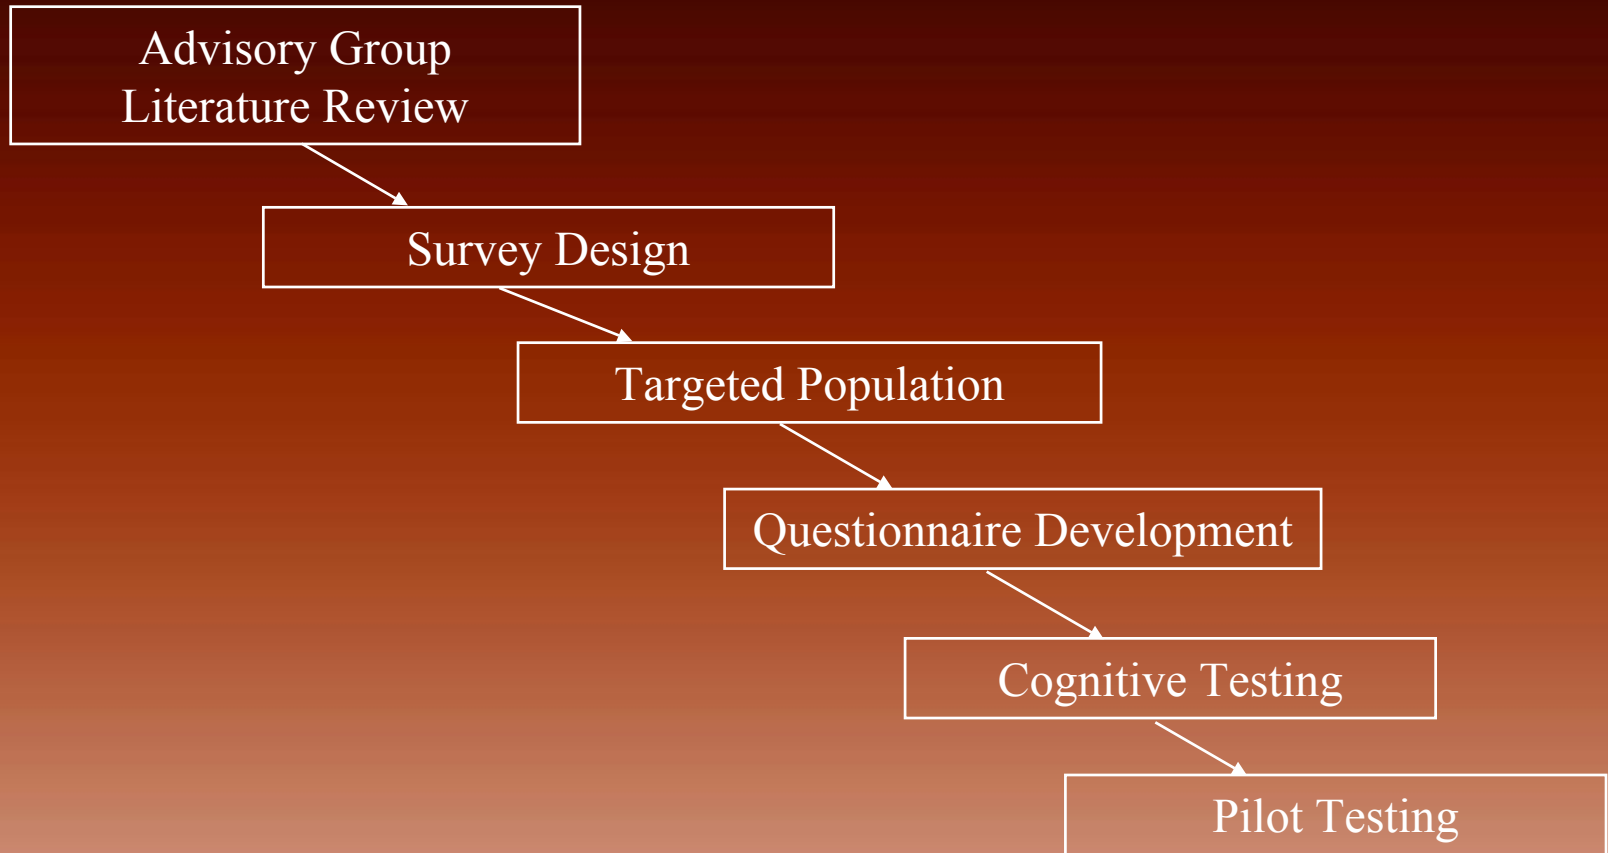 Advisory Group
Literature Review
Survey Design
Targeted Population
Questionnaire Development
Cognitive Testing
Pilot Testing